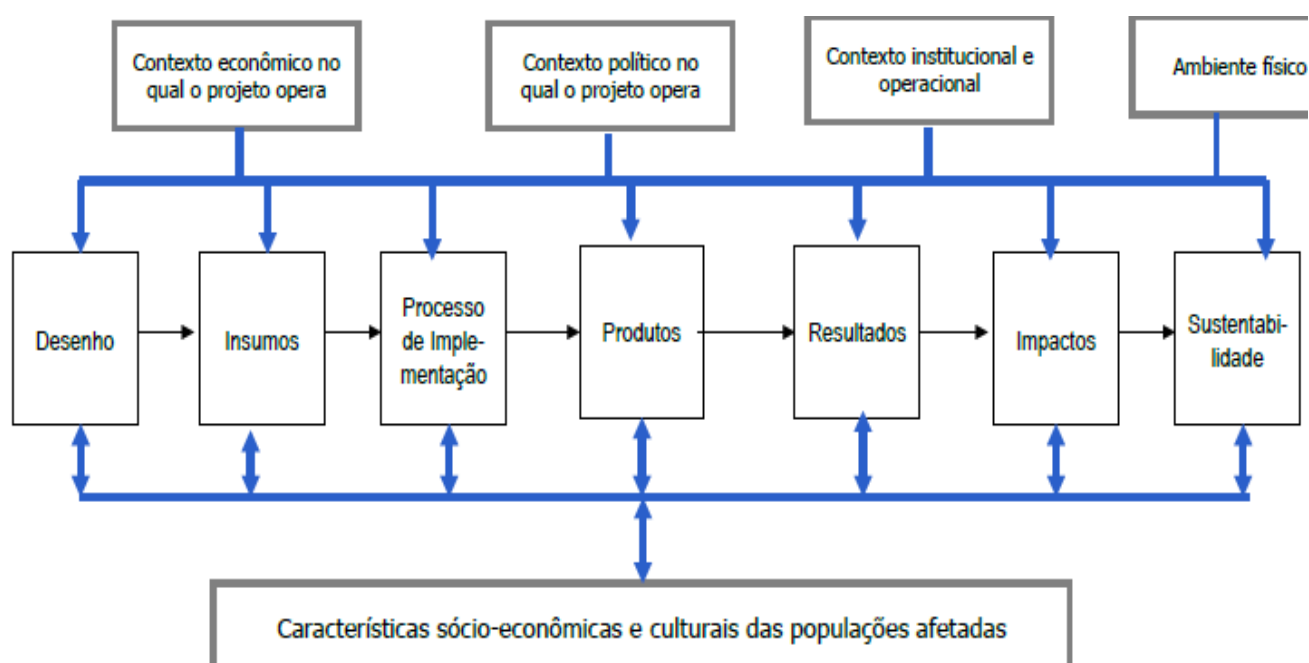 Contexto econômico no
qual o projeto opera
Contexto político no
qual o projeto opera
Contexto institucional e
operacional
Ambiente físico
Desenho
Insumos
Processo
de Imple-
mentação
Produtos
Resultados
Impactos
Sustentabi-
lidade
Características sócio-econômicas e culturais das populações afetadas